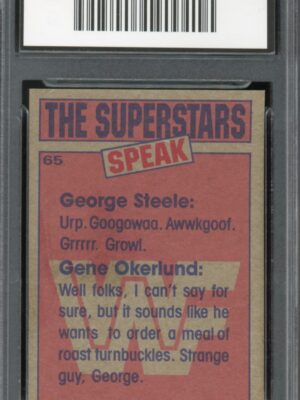 THE SUPERSTARS
65
SPEAK
George Steele:
Urp. Googowaa. Awwkgoof.
Grrrrr. Growl.
Gene Okerlund:
Well folks, I can't say for
sure, but it sounds like he
wants to order a meal of
roast turnbuckles. Strange
guy, George.
W